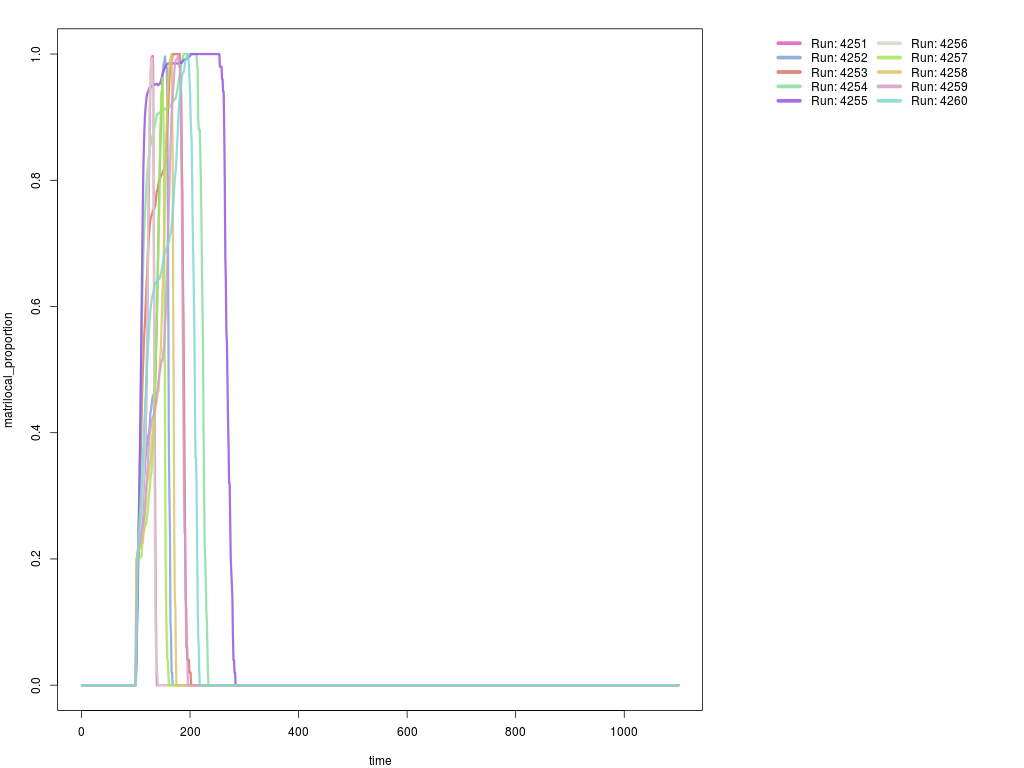 1.0
0.8
0.6
0.4
0.2
0.0
matrilocal_proportion
0 200 400 600 800 1000
time
Run: 4251 Run: 4256
Run: 4252 Run: 4257
Run: 4253 Run: 4258
Run: 4254 Run: 4259
Run: 4255 Run: 4260